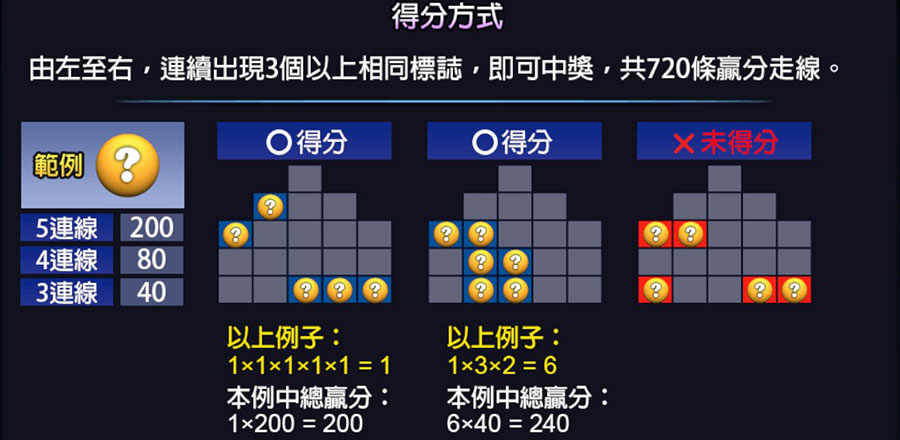 得分方式
由左至右，連續出現3個以上相同標誌，即可中獎，共720條贏分走線。
範例 ?
5連線 200
4連線 80
3連線 40
○得分
? ? ? ? ?
以上例子：
1×1×1×1×1 = 1
本例中總贏分：
1×200 = 200
○得分
? ? ? ? ? ?
以上例子：
1×3×2 = 6
本例中總贏分：
6×40 = 240
×未得分
? ? ? ? ?